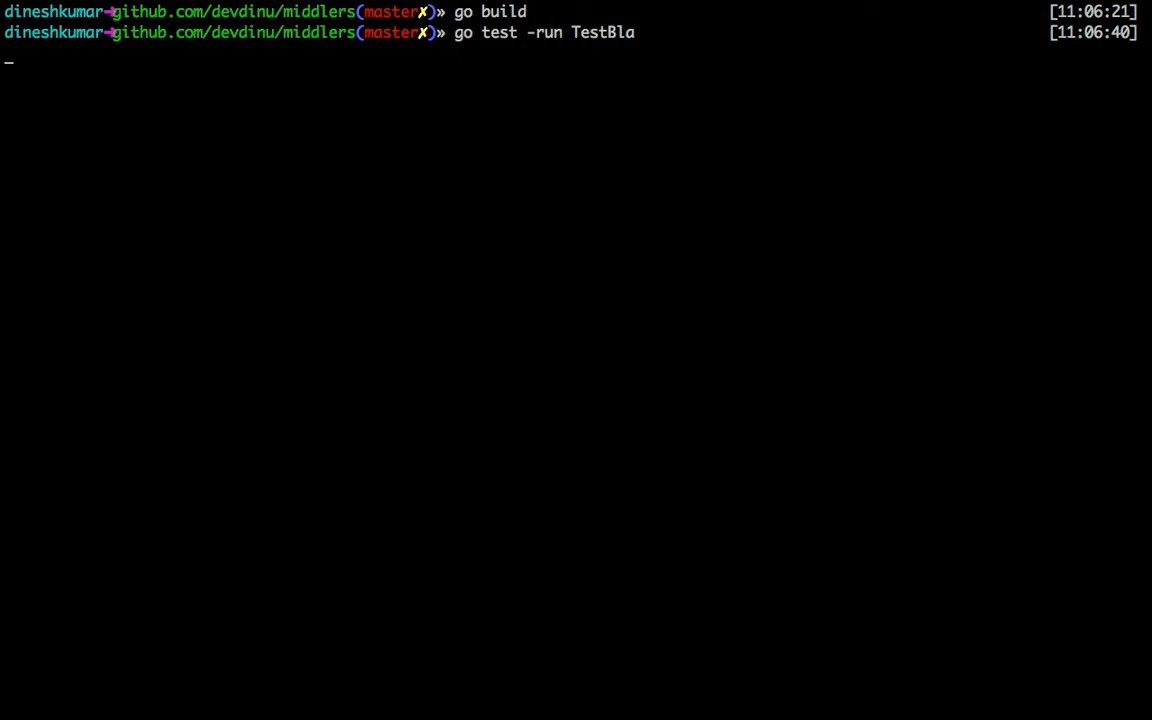 dineshkumar➜github.com/devdinu/middlers(master✗)» go build [11:06:21]
dineshkumar➜github.com/devdinu/middlers(master✗)» go test -run TestBla [11:06:40]